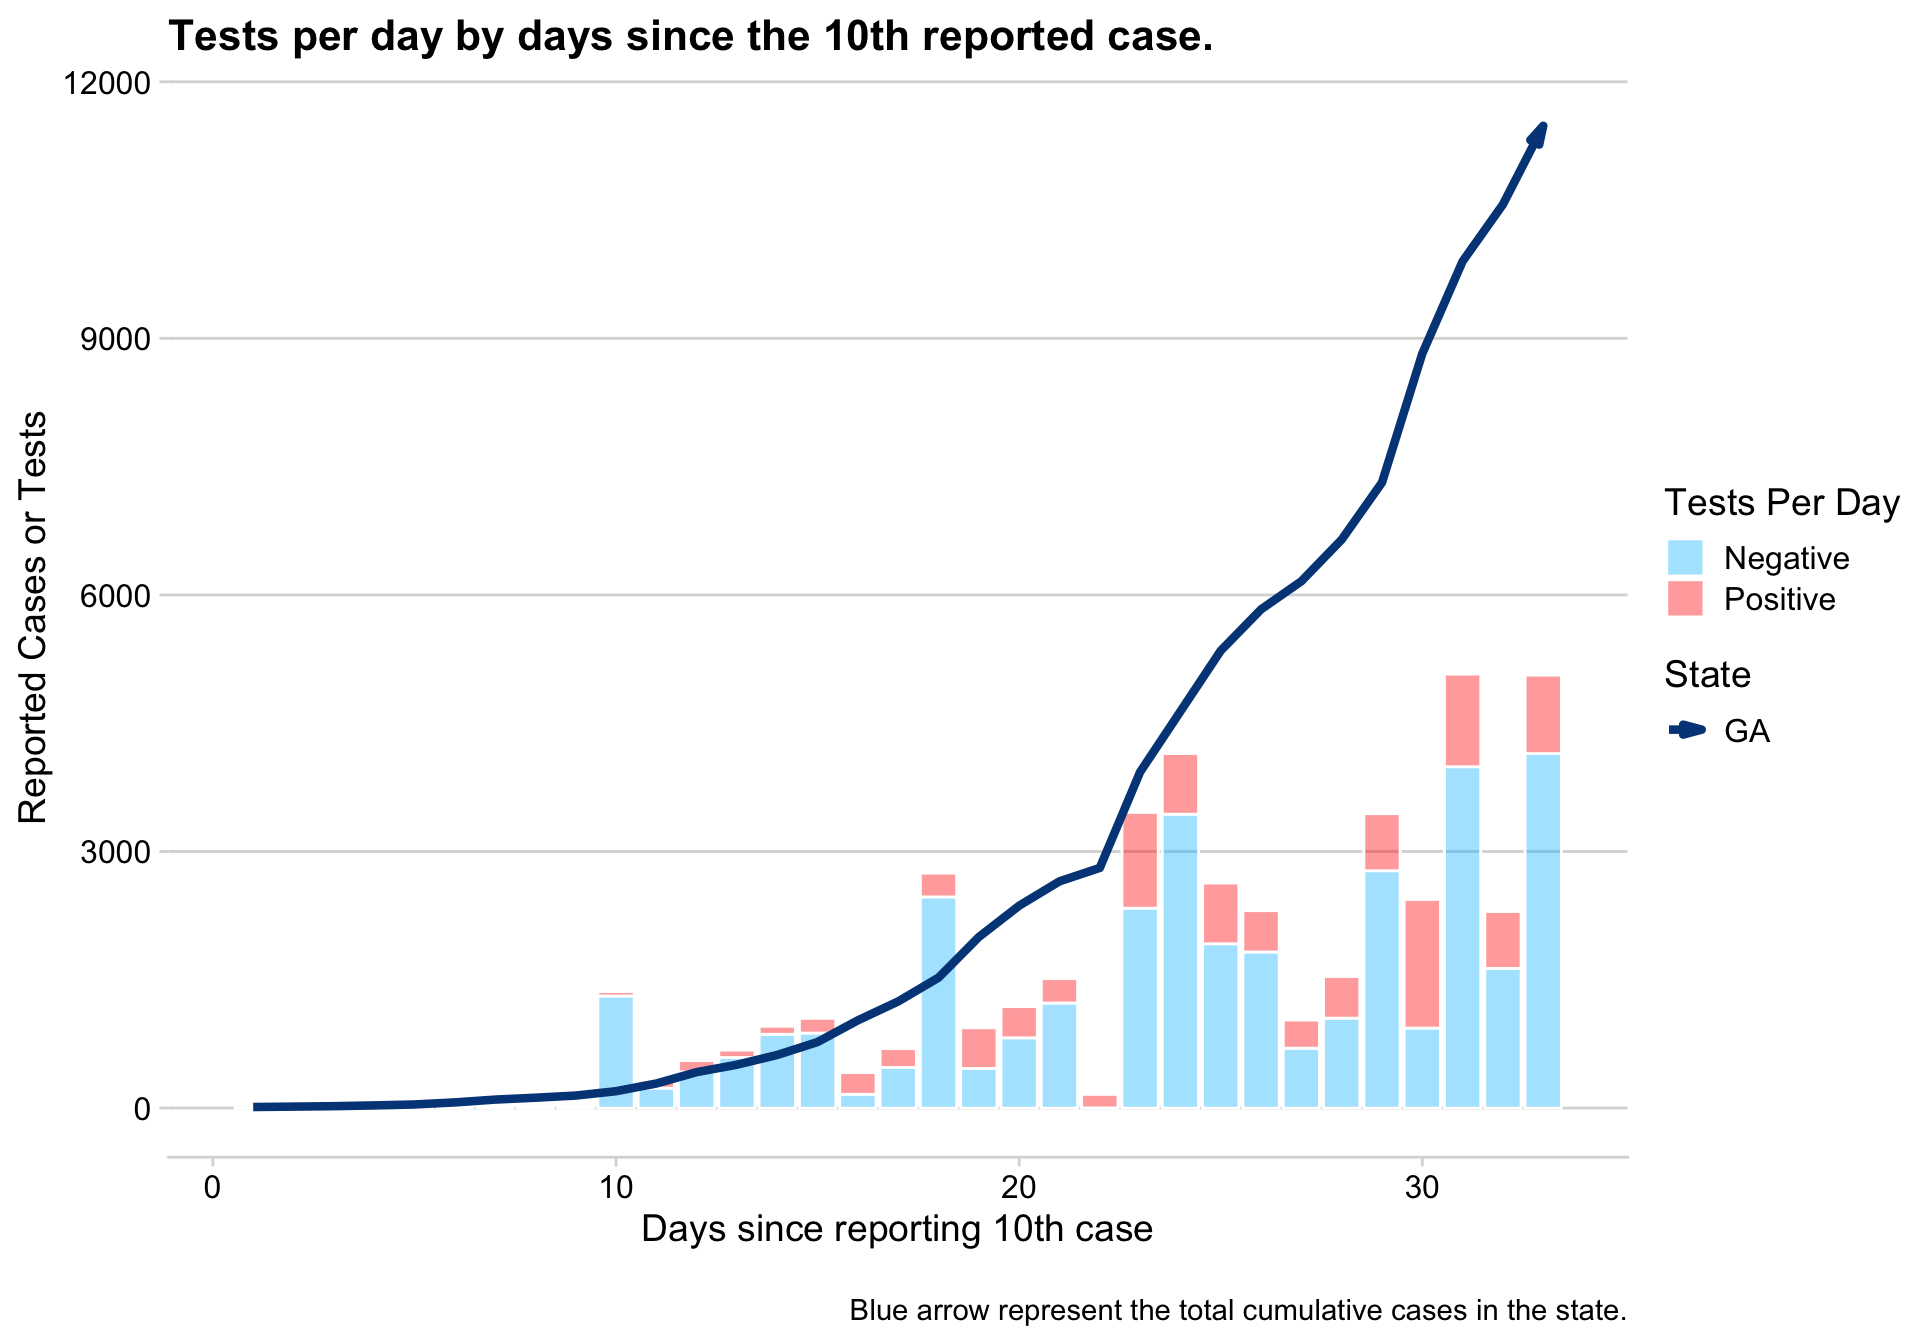 Tests per day by days since the 10th reported case.
12000
9000
6000
3000
0
Reported Cases or Tests
0
10
20
30
Days since reporting 10th case
Tests Per Day
Negative
Positive
State
GA
Blue arrow represent the total cumulative cases in the state.